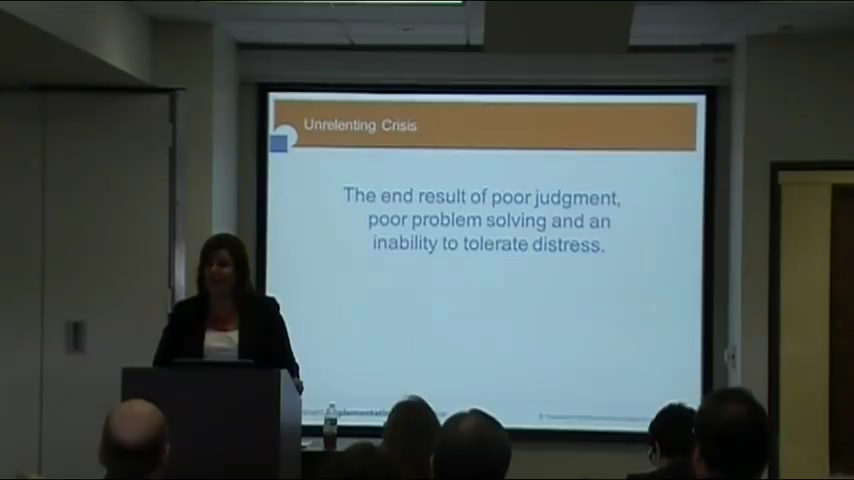 Unrelenting Crisis
The end result of poor judgment,
poor problem solving and an
inability to tolerate distress.